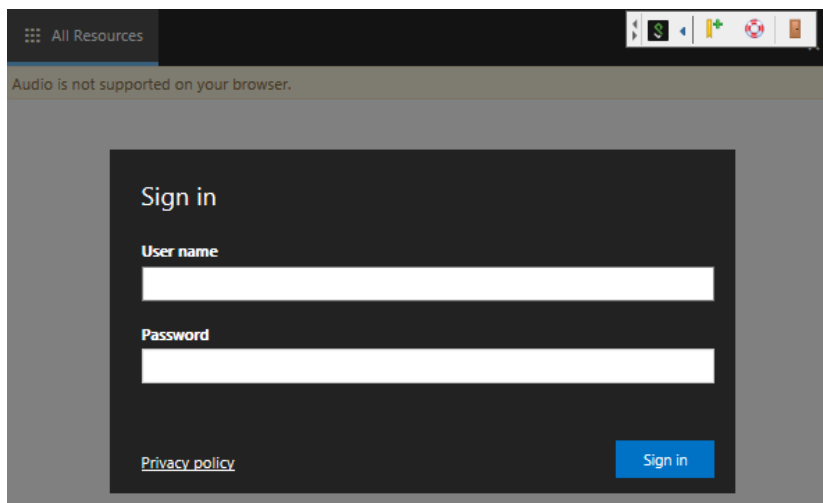 All Resources
Audio is not supported on your browser.
Sign in
User name
Password
Privacy policy
Sign in